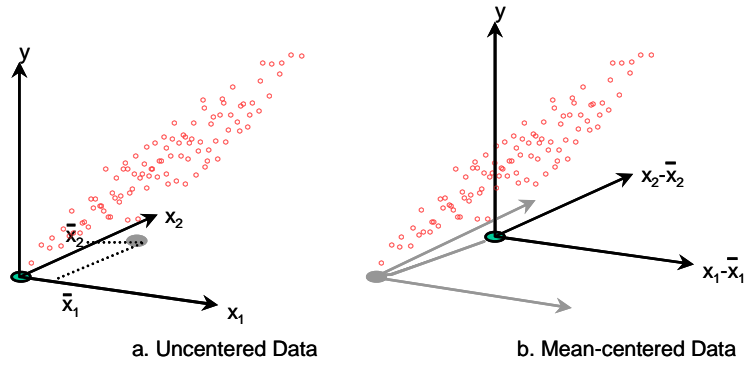 y
x₂
x̄₂
x̄₁
x₁
a. Uncentered Data
y
x₂-x̄₂
x₁-x̄₁
b. Mean-centered Data